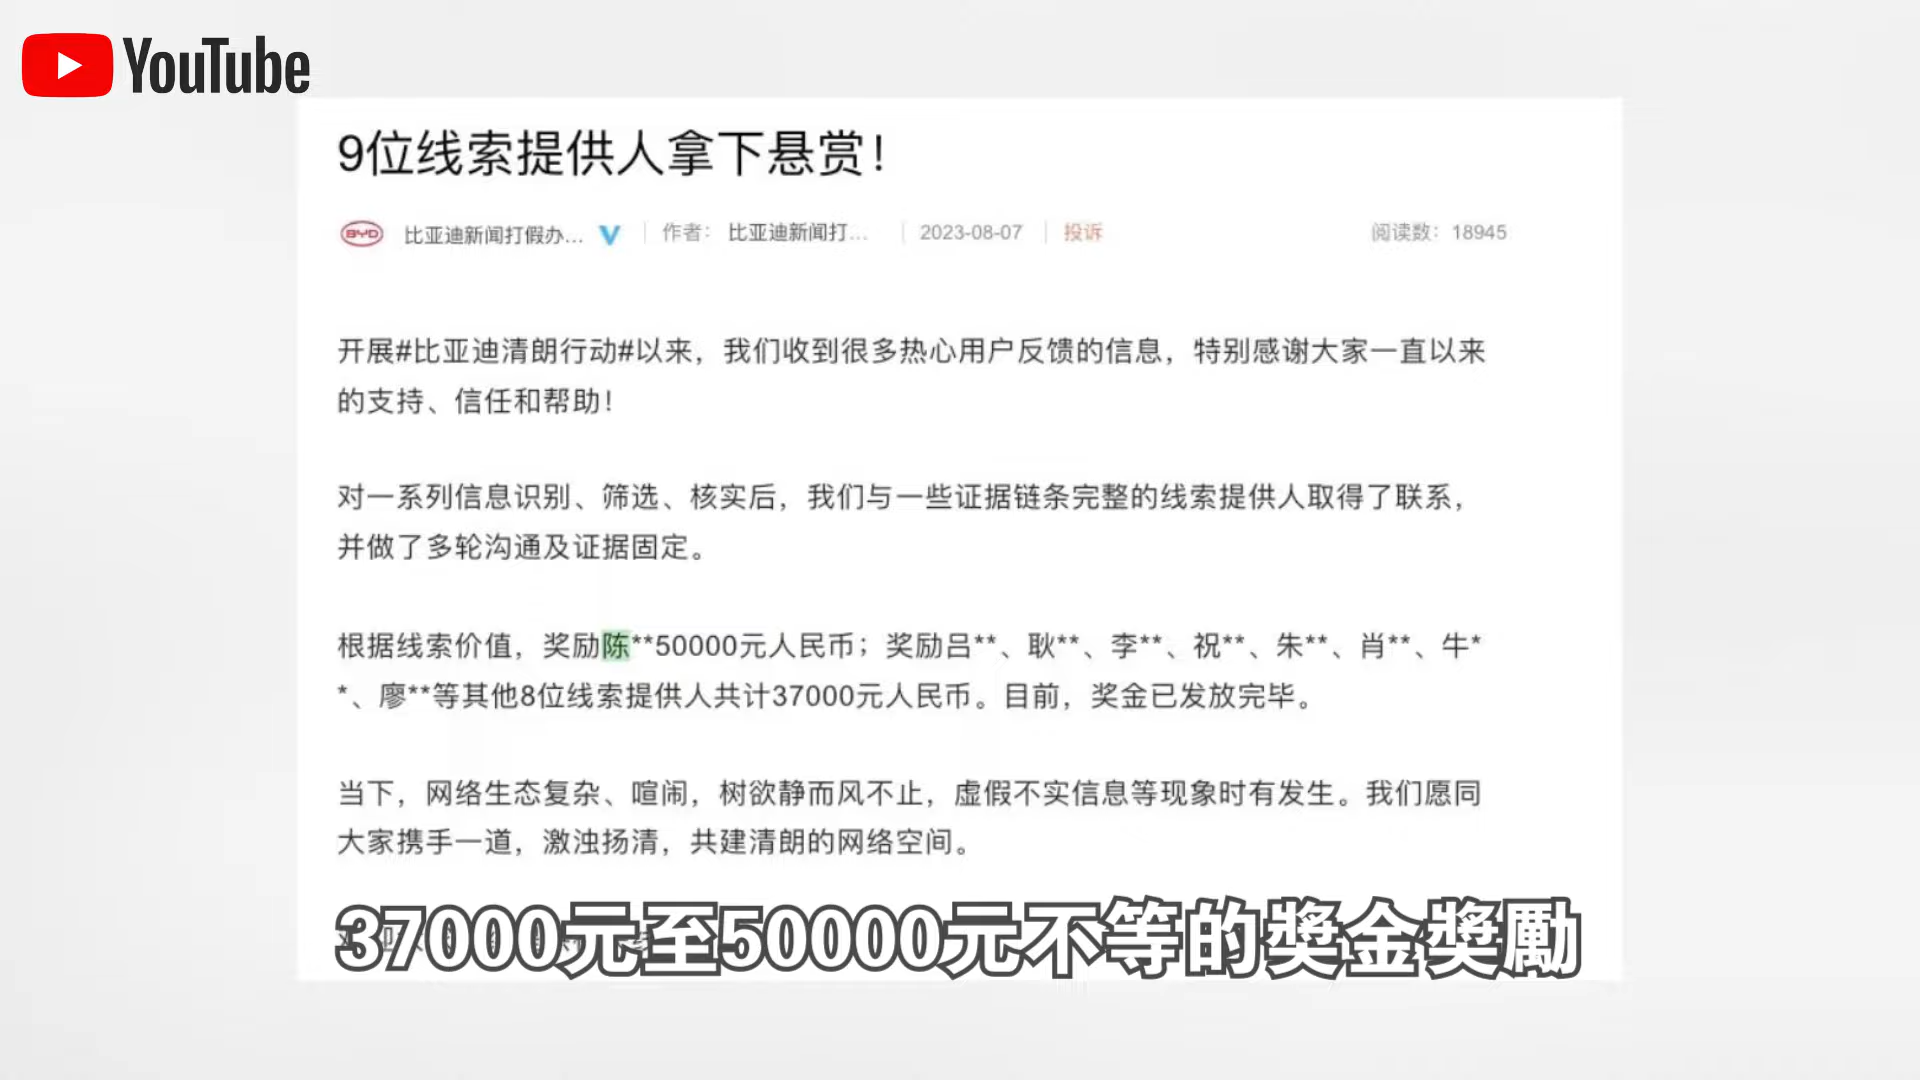 YouTube
9位线索提供人拿下悬赏！
BYD 比亚迪新闻打假办... 作者： 比亚迪新闻打... 2023-08-07 投诉 阅读数：18945
开展#比亚迪清朗行动#以来，我们收到很多热心用户反馈的信息，特别感谢大家一直以来
的支持、信任和帮助！
对一系列信息识别、筛选、核实后，我们与一些证据链条完整的线索提供人取得了联系，
并做了多轮沟通及证据固定。
根据线索价值，奖励陈**50000元人民币；奖励吕**、耿**、李**、祝**、朱**、肖**、牛*
*、廖**等其他8位线索提供人共计37000元人民币。目前，奖金已发放完毕。
当下，网络生态复杂、喧闹，树欲静而风不止，虚假不实信息等现象时有发生。我们愿同
大家携手一道，激浊扬清，共建清朗的网络空间。
37000元至50000元不等的獎金獎勵